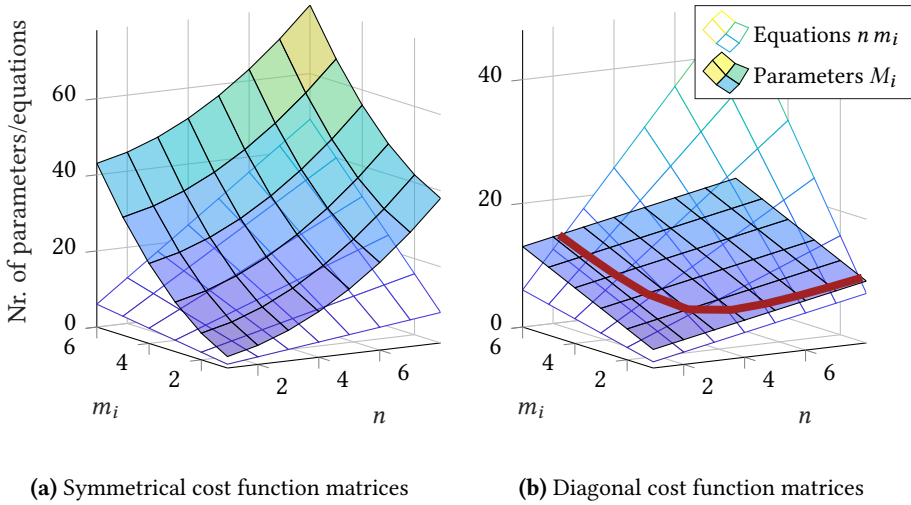 Equations n m_i
Parameters M_i
Nr. of parameters/equations
60
40
20
0
6
4
2
m_i
2
4
6
n
40
20
0
6
4
2
m_i
2
4
6
n
(a) Symmetrical cost function matrices
(b) Diagonal cost function matrices